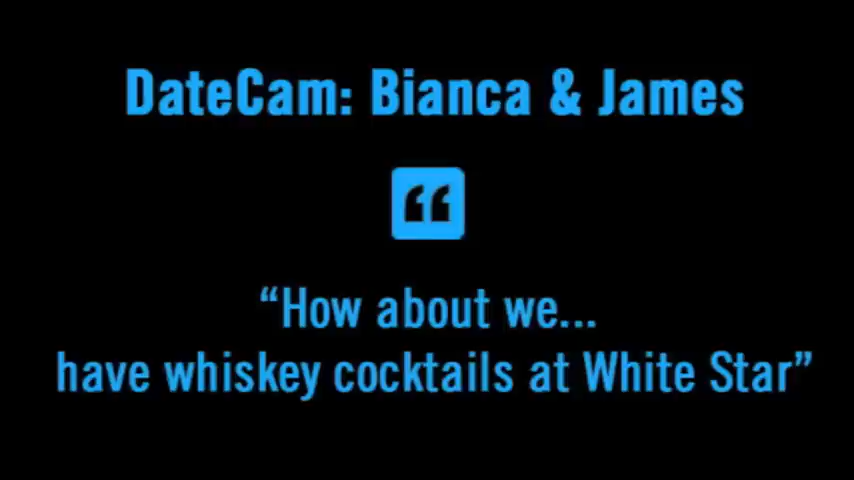 DateCam: Bianca & James
“How about we...
have whiskey cocktails at White Star”